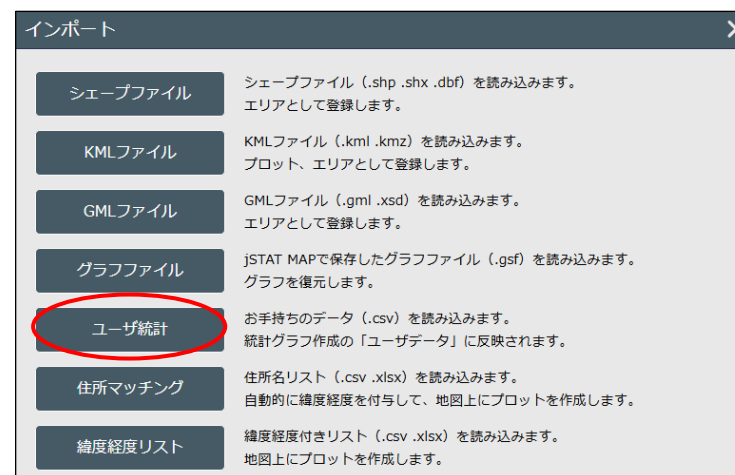 インポート
シェープファイル
シェープファイル（.shp .shx .dbf）を読み込みます。
エリアとして登録します。
KMLファイル
KMLファイル（.kml .kmz）を読み込みます。
プロット、エリアとして登録します。
GMLファイル
GMLファイル（.gml .xsd）を読み込みます。
エリアとして登録します。
グラフファイル
jSTAT MAPで保存したグラフファイル（.gsf）を読み込みます。
グラフを復元します。
ユーザ統計
お手持ちのデータ（.csv）を読み込みます。
統計グラフ作成の「ユーザデータ」に反映されます。
住所マッチング
住所名リスト（.csv .xlsx）を読み込みます。
自動的に緯度経度を付与して、地図上にプロットを作成します。
緯度経度リスト
緯度経度付きリスト（.csv .xlsx）を読み込みます。
地図上にプロットを作成します。